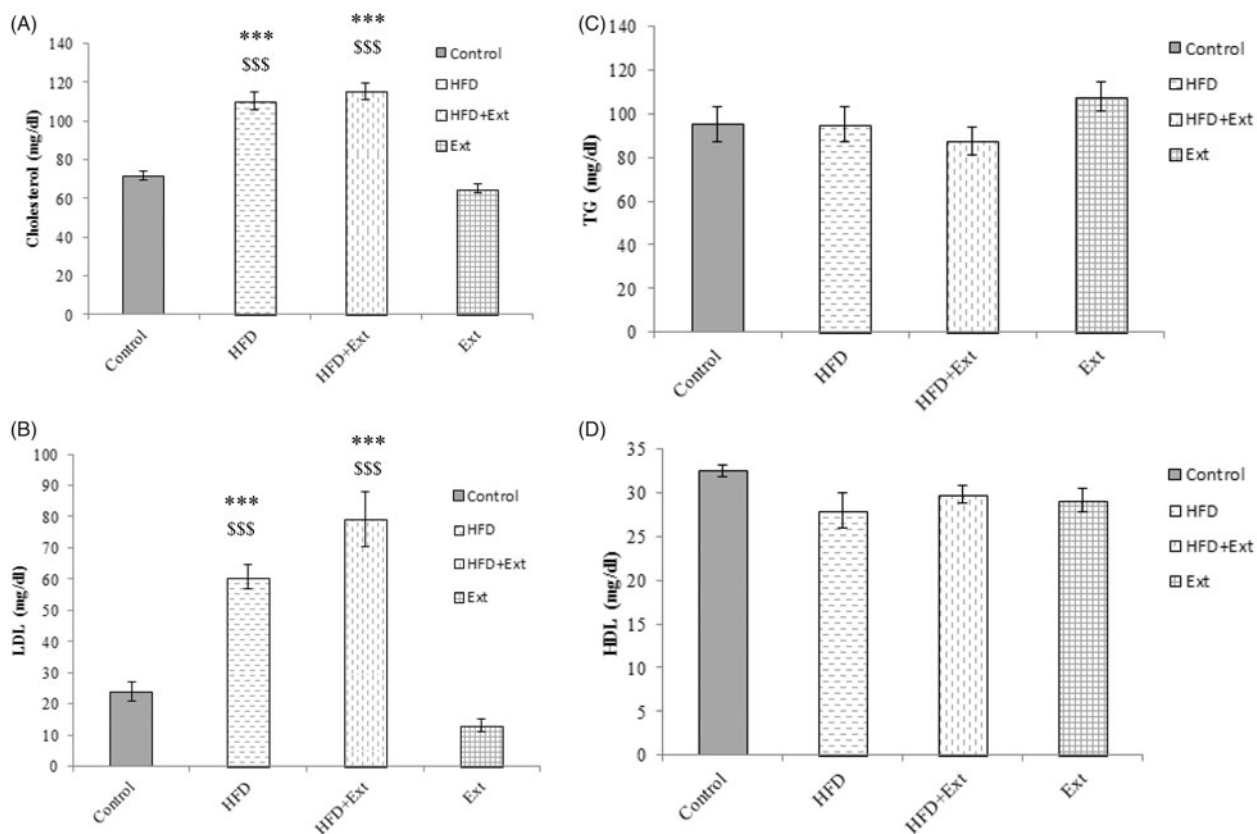 (A)
***
$$$
***
$$$
Cholesterol (mg/dl)
140
120
100
80
60
40
20
0
Control
HFD
HFD+Ext
Ext
Control
HFD
HFD+Ext
Ext
(C)
TG (mg/dl)
140
120
100
80
60
40
20
0
Control
HFD
HFD+Ext
Ext
Control
HFD
HFD+Ext
Ext
(B)
***
$$$
***
$$$
LDL (mg/dl)
100
90
80
70
60
50
40
30
20
10
0
Control
HFD
HFD+Ext
Ext
Control
HFD
HFD+Ext
Ext
(D)
HDL (mg/dl)
35
30
25
20
15
10
5
0
Control
HFD
HFD+Ext
Ext
Control
HFD
HFD+Ext
Ext